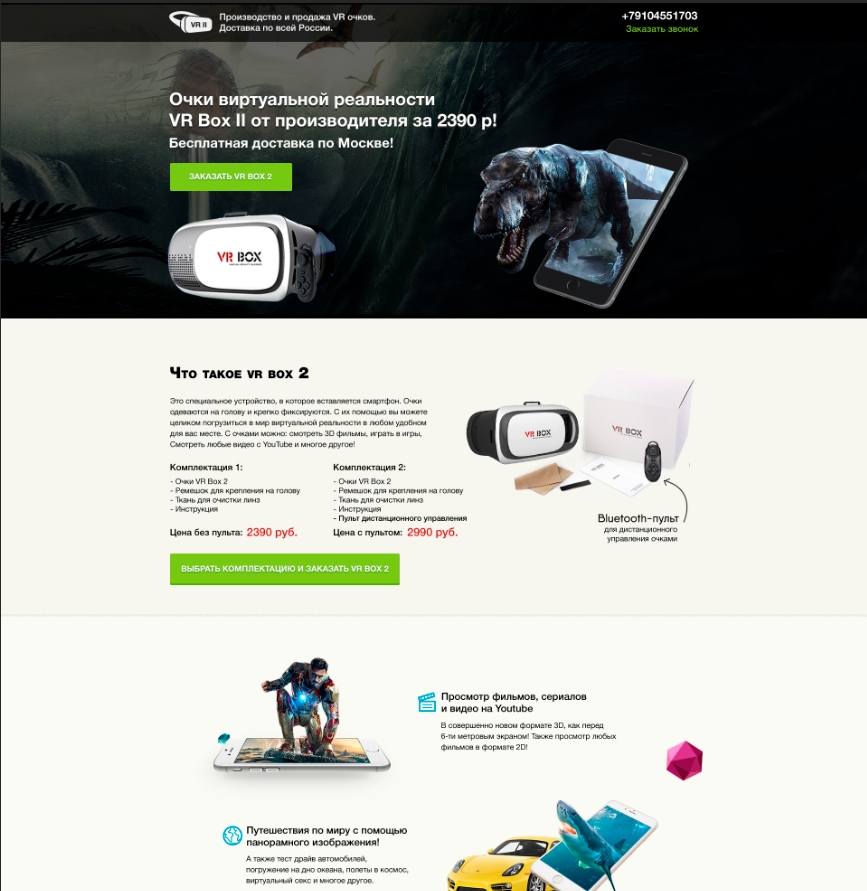 VR II
Производство и продажа VR очков.
Доставка по всей России.
+79104551703
Заказать звонок
Очки виртуальной реальности
VR Box II от производителя за 2390 р!
Бесплатная доставка по Москве!
ЗАКАЗАТЬ VR BOX 2
VR BOX
Что такое vr box 2
Это специальное устройство, в которое вставляется смартфон. Очки
одеваются на голову и крепко фиксируются. С их помощью вы можете
целиком погрузиться в мир виртуальной реальности в любом удобном
для вас месте. С очками можно: смотреть 3D фильмы, играть в игры,
Смотреть любые видео с YouTube и многое другое!
Комплектация 1:
- Очки VR Box 2
- Ремешок для крепления на голову
- Ткань для очистки линз
- Инструкция
Цена без пульта: 2390 руб.
Комплектация 2:
- Очки VR Box 2
- Ремешок для крепления на голову
- Ткань для очистки линз
- Инструкция
- Пульт дистанционного управления
Цена с пультом: 2990 руб.
VR BOX
VR BOX
Bluetooth-пульт
для дистанционного
управления очками
ВЫБРАТЬ КОМПЛЕКТАЦИЮ И ЗАКАЗАТЬ VR BOX 2
Просмотр фильмов, сериалов
и видео на Youtube
В совершенно новом формате 3D, как перед
6-ти метровым экраном! Также просмотр любых
фильмов в формате 2D!
Путешествия по миру с помощью
панорамного изображения!
А также тест драйв автомобилей,
погружение на дно океана, полеты в космос,
виртуальный секс и многое другое.